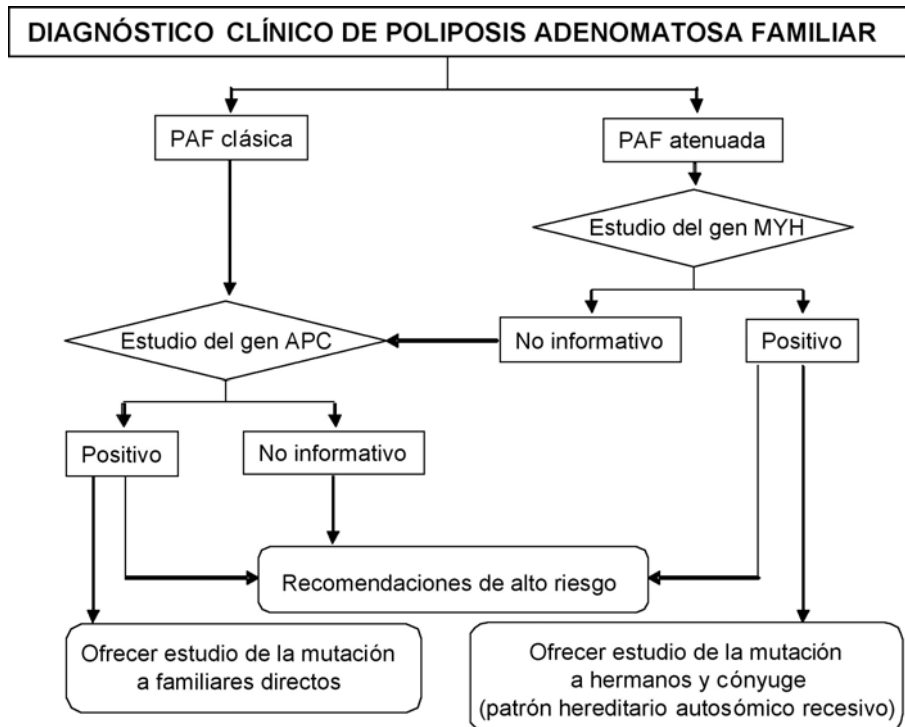 DIAGNÓSTICO CLÍNICO DE POLIPOSIS ADENOMATOSA FAMILIAR
PAF clásica
PAF atenuada
Estudio del gen MYH
Estudio del gen APC
No informativo
Positivo
Positivo
No informativo
Recomendaciones de alto riesgo
Ofrecer estudio de la mutación
a familiares directos
Ofrecer estudio de la mutación
a hermanos y cónyuge
(patrón hereditario autosómico recesivo)